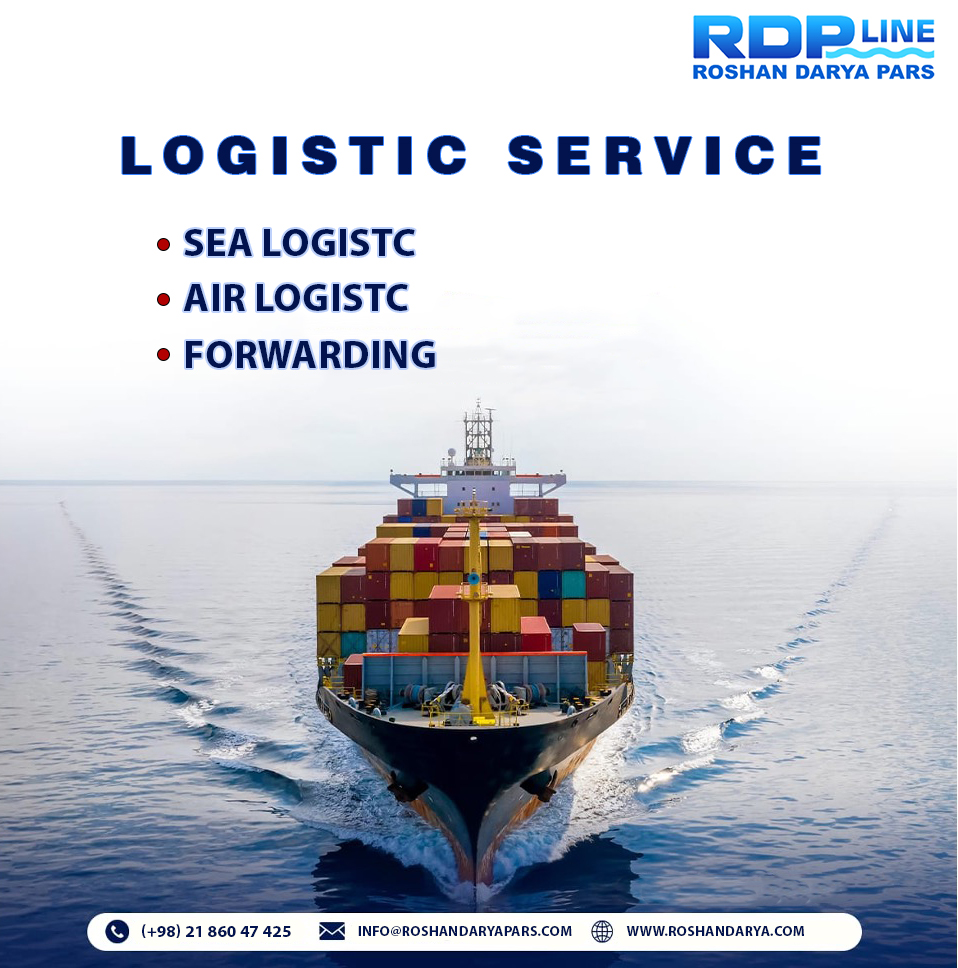 RDP LINE
ROSHAN DARYA PARS
LOGISTIC SERVICE
SEA LOGISTC
AIR LOGISTC
FORWARDING
(+98) 21 860 47 425 INFO@ROSHANDARYAPARS.COM WWW.ROSHANDARYA.COM